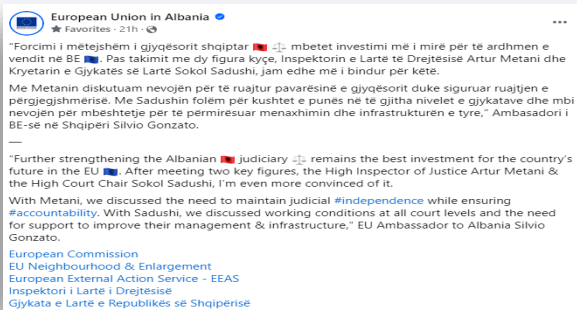 European Union in Albania
Favorites · 21h ·
"Forcimi i mëtejshëm i gjyqësorit shqiptar 🇦🇱 ⚖️ mbetet investimi më i mirë për të ardhmen e
vendit në BE 🇪🇺. Pas takimit me dy figura kyçe, Inspektorin e Lartë të Drejtësisë Artur Metani dhe
Kryetarin e Gjykatës së Lartë Sokol Sadushi, jam edhe më i bindur për këtë.
Me Metanin diskutuam nevojën për të ruajtur pavarësinë e gjyqësorit duke siguruar ruajtjen e
përgjegjshmërisë. Me Sadushin folëm për kushtet e punës në të gjitha nivelet e gjykatave dhe mbi
nevojën për mbështetje për të përmirësuar menaxhimin dhe infrastrukturën e tyre," Ambasadori i
BE-së në Shqipëri Silvio Gonzato.
—
"Further strengthening the Albanian 🇦🇱 judiciary ⚖️ remains the best investment for the country's
future in the EU 🇪🇺. After meeting two key figures, the High Inspector of Justice Artur Metani &
the High Court Chair Sokol Sadushi, I'm even more convinced of it.
With Metani, we discussed the need to maintain judicial #independence while ensuring
#accountability. With Sadushi, we discussed working conditions at all court levels and the need
for support to improve their management & infrastructure," EU Ambassador to Albania Silvio
Gonzato.
European Commission
EU Neighbourhood & Enlargement
European External Action Service - EEAS
Inspektori i Lartë i Drejtësisë
Gjykata e Lartë e Republikës së Shqipërisë